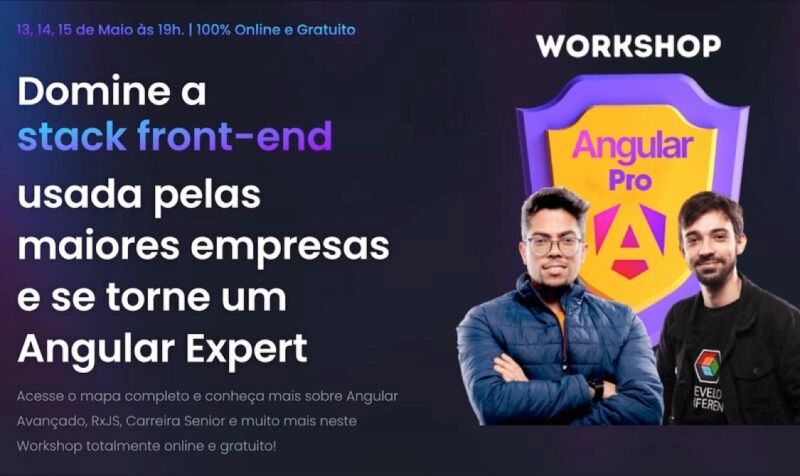 13, 14, 15 de Maio às 19h. | 100% Online e Gratuito
Domine a
stack front-end
usada pelas
maiores empresas
e se torne um
Angular Expert
Acesse o mapa completo e conheça mais sobre Angular
Avançado, RxJS, Carreira Senior e muito mais neste
Workshop totalmente online e gratuito!
WORKSHOP
Angular
Pro
A